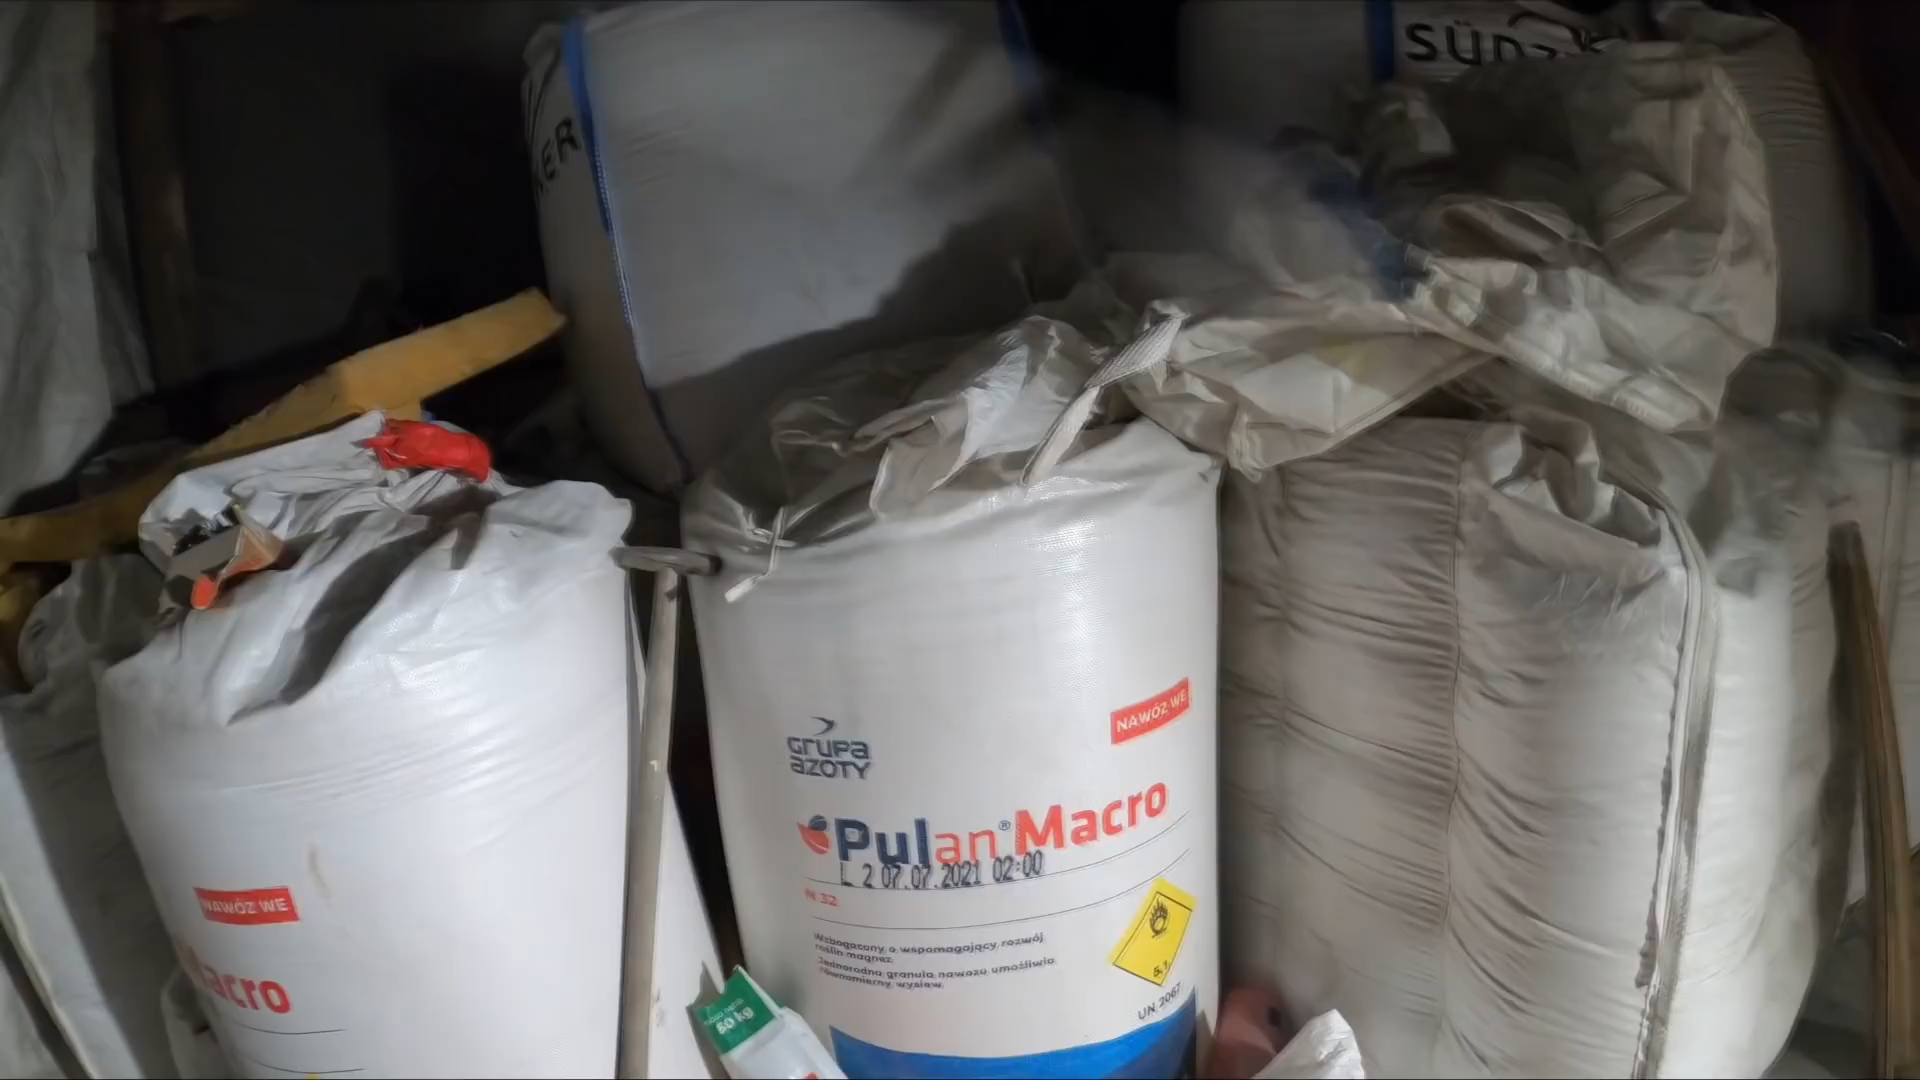 KER
NAWÓZ WE
GRUPA
AZOTY
Pulan® Macro
L 2 07.07.2021 02:00
N 32
Wzbogacony o wspomagający rozwój
roślin magnez
Jednorodna granula nawozu umożliwia
równomierny wysiew.
5.1
UN 2067
NAWÓZ WE
Macro
50 kg